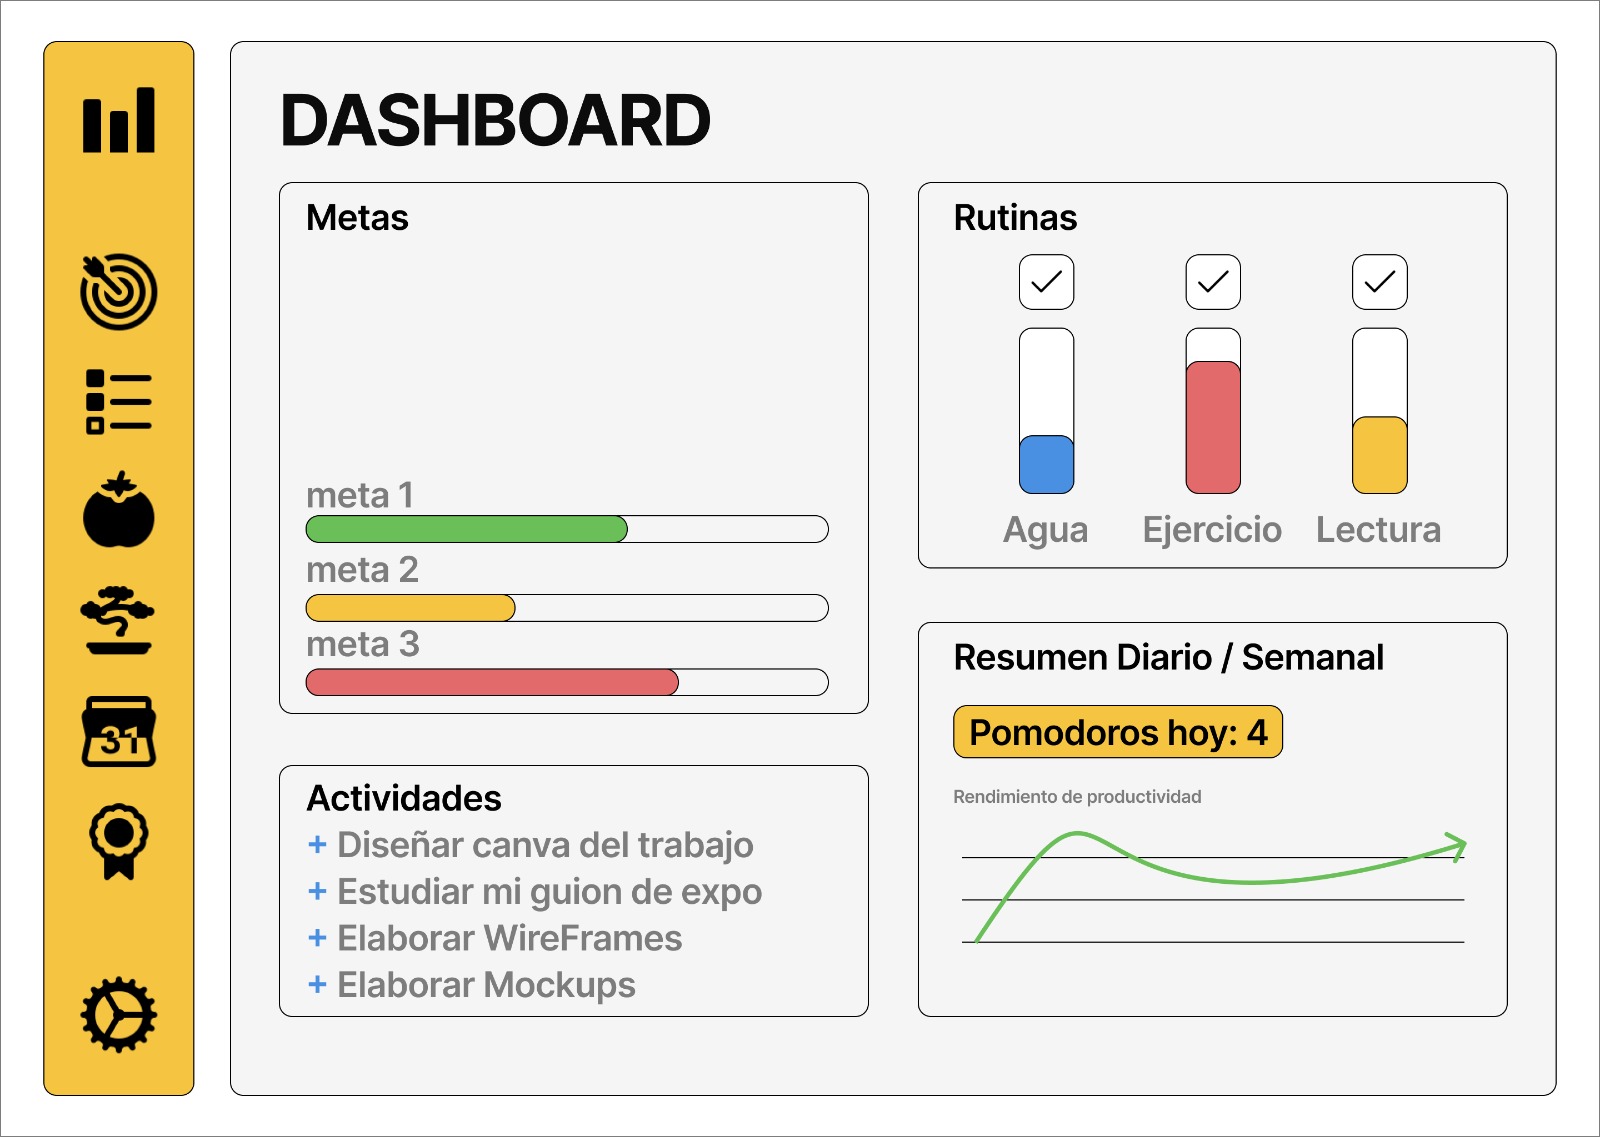 DASHBOARD
Metas
meta 1
meta 2
meta 3
Actividades
+ Diseñar canva del trabajo
+ Estudiar mi guion de expo
+ Elaborar WireFrames
+ Elaborar Mockups
Rutinas
Agua Ejercicio Lectura
Resumen Diario / Semanal
Pomodoros hoy: 4
Rendimiento de productividad
31